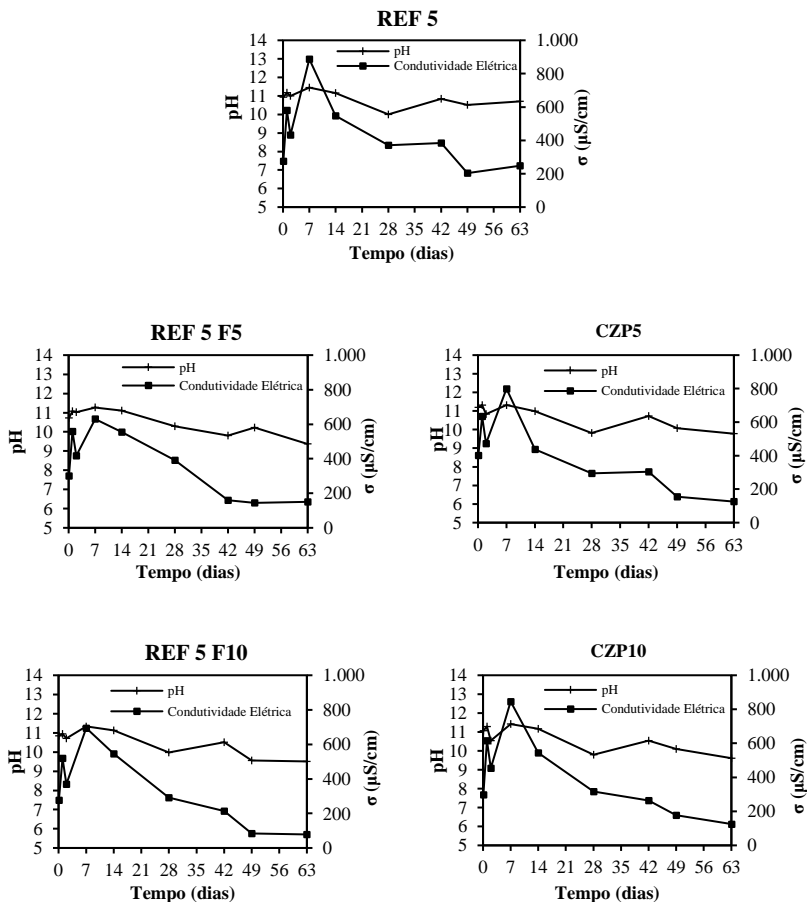 REF 5
14
13
12
11
10
9
8
7
6
5
pH
1.000
800
600
400
200
0
σ (µS/cm)
pH
Condutividade Elétrica
0 7 14 21 28 35 42 49 56 63
Tempo (dias)
REF 5 F5
14
13
12
11
10
9
8
7
6
5
pH
1.000
800
600
400
200
0
σ (µS/cm)
pH
Condutividade Elétrica
0 7 14 21 28 35 42 49 56 63
Tempo (dias)
CZP5
14
13
12
11
10
9
8
7
6
5
pH
1.000
800
600
400
200
0
σ (µS/cm)
pH
Condutividade Elétrica
0 7 14 21 28 35 42 49 56 63
Tempo (dias)
REF 5 F10
14
13
12
11
10
9
8
7
6
5
pH
1.000
800
600
400
200
0
σ (µS/cm)
pH
Condutividade Elétrica
0 7 14 21 28 35 42 49 56 63
Tempo (dias)
CZP10
14
13
12
11
10
9
8
7
6
5
pH
1.000
800
600
400
200
0
σ (µS/cm)
pH
Condutividade Elétrica
0 7 14 21 28 35 42 49 56 63
Tempo (dias)